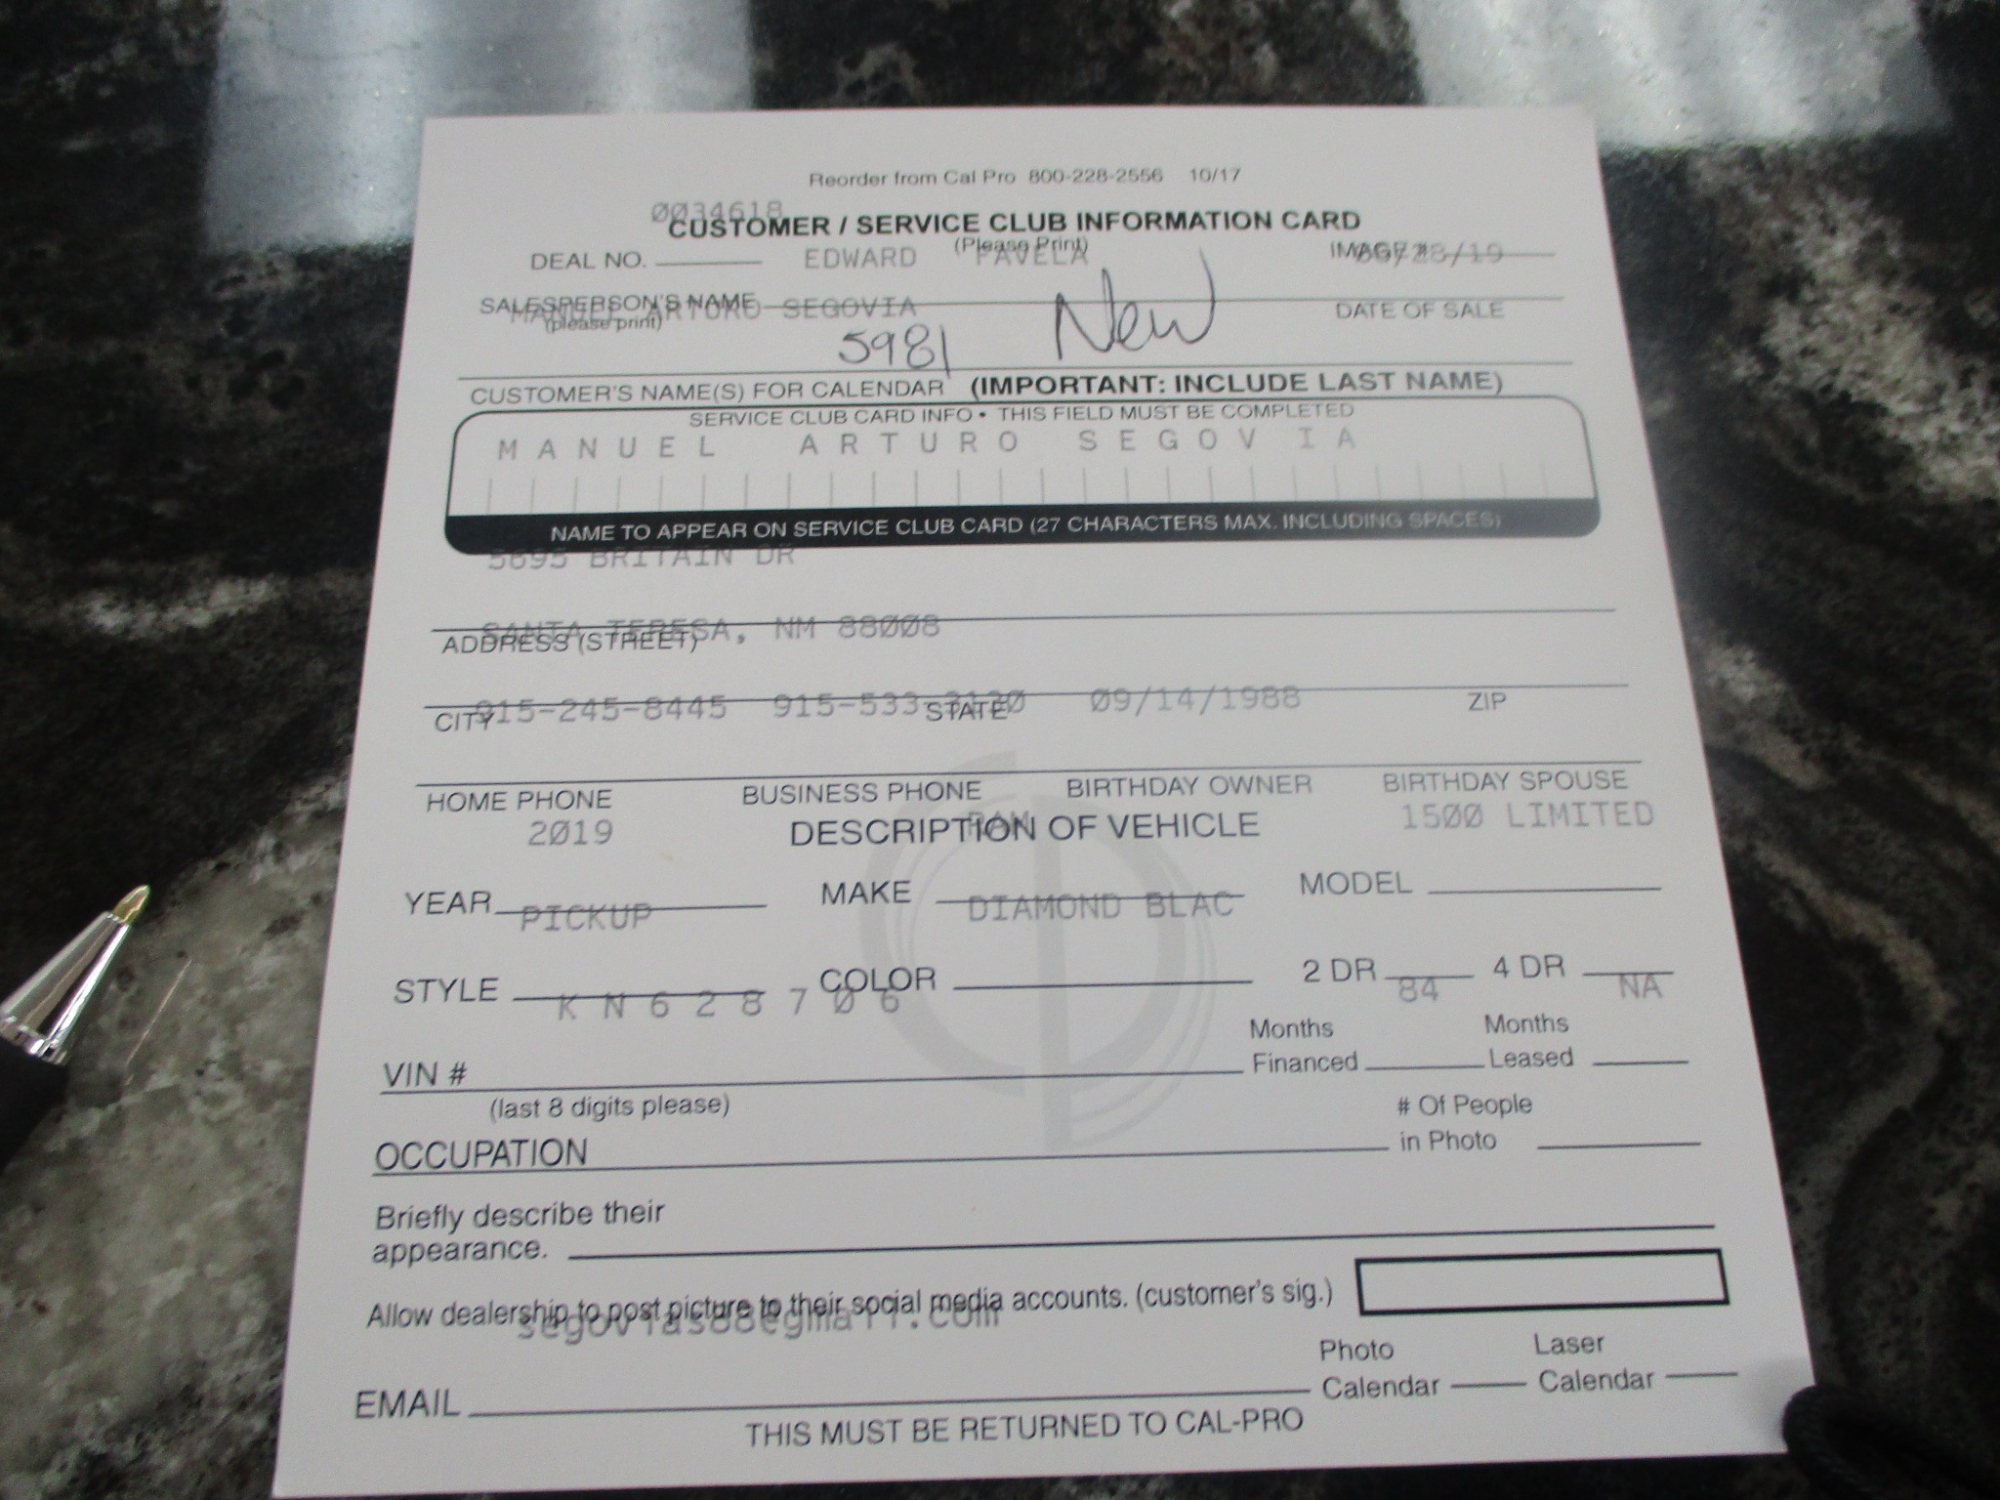 Reorder from Cal Pro 800-228-2556 10/17
0034618
CUSTOMER / SERVICE CLUB INFORMATION CARD
(Please Print)
DEAL NO. EDWARD PAVELA IMAGE # /28/19
SALESPERSON'S NAME DATE OF SALE
(please print)
MANUEL ARTURO SEGOVIA
5981 New
CUSTOMER'S NAME(S) FOR CALENDAR (IMPORTANT: INCLUDE LAST NAME)
SERVICE CLUB CARD INFO • THIS FIELD MUST BE COMPLETED
MANUEL ARTURO SEGOVIA
NAME TO APPEAR ON SERVICE CLUB CARD (27 CHARACTERS MAX. INCLUDING SPACES)
5695 BRITAIN DR
SANTA TERESA, NM 88008
ADDRESS (STREET)
915-245-8445 09/14/1988
CITY STATE ZIP
HOME PHONE BUSINESS PHONE BIRTHDAY OWNER BIRTHDAY SPOUSE
2019 RAM 1500 LIMITED
DESCRIPTION OF VEHICLE
YEAR MAKE MODEL
PICKUP DIAMOND BLAC
STYLE COLOR 2 DR 4 DR
KN628706 84 NA
VIN # Months Financed Months Leased
(last 8 digits please)
OCCUPATION # Of People in Photo
Briefly describe their
appearance.
Allow dealership to post picture to their social media accounts. (customer's sig.)
EMAIL Photo Calendar Laser Calendar
THIS MUST BE RETURNED TO CAL-PRO